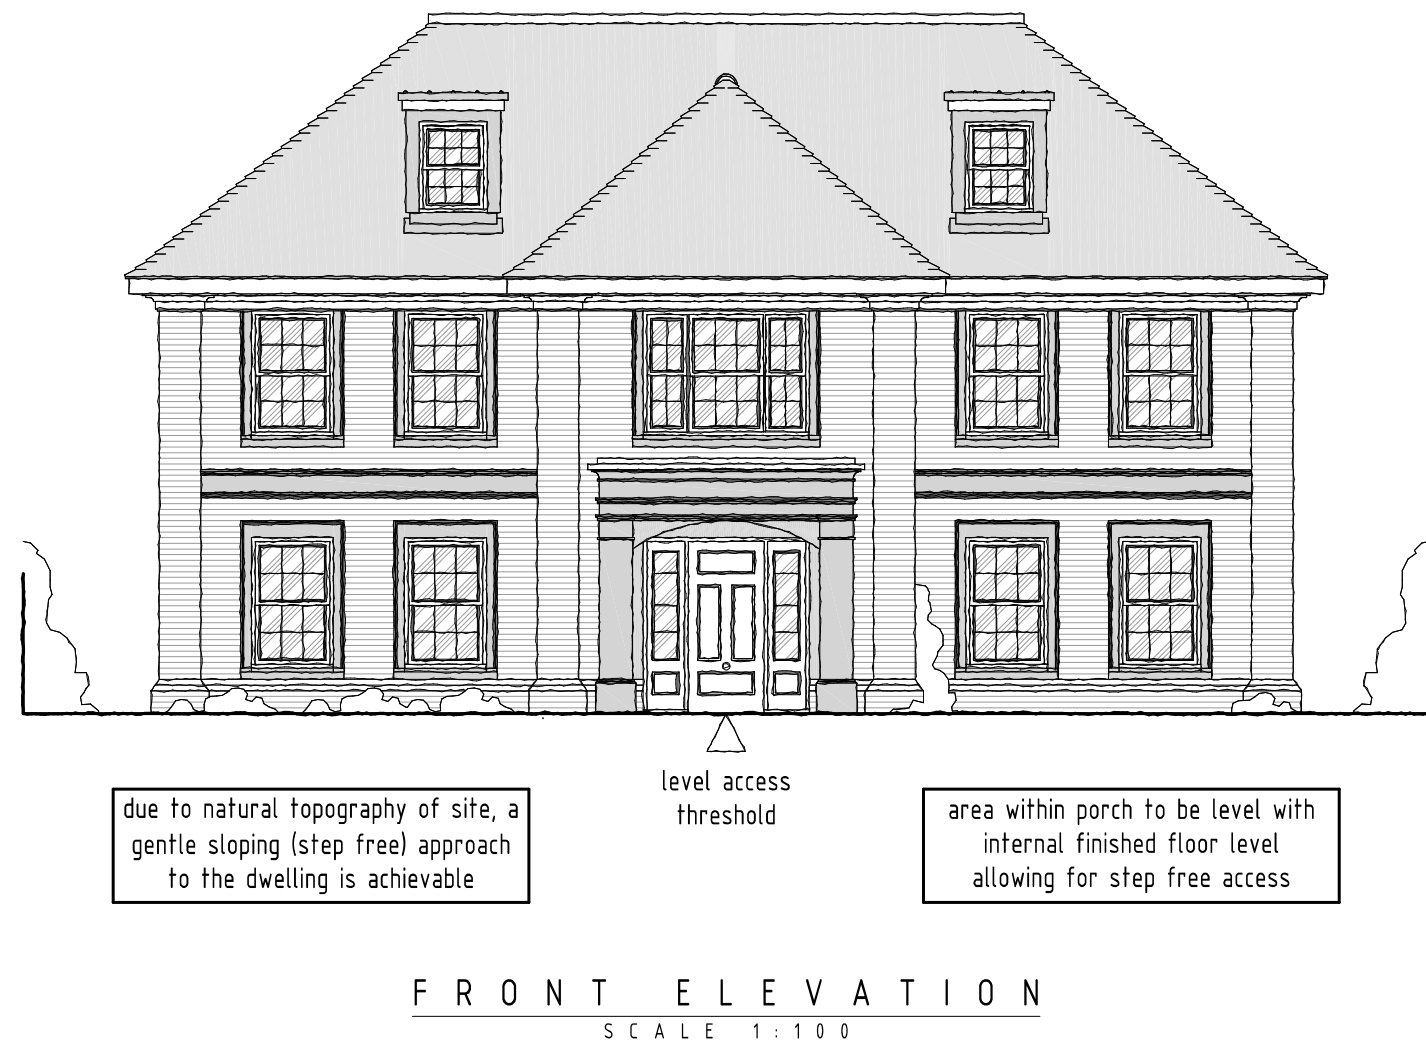 level access
threshold
due to natural topography of site, a
gentle sloping (step free) approach
to the dwelling is achievable
area within porch to be level with
internal finished floor level
allowing for step free access
FRONT ELEVATION
SCALE 1:100